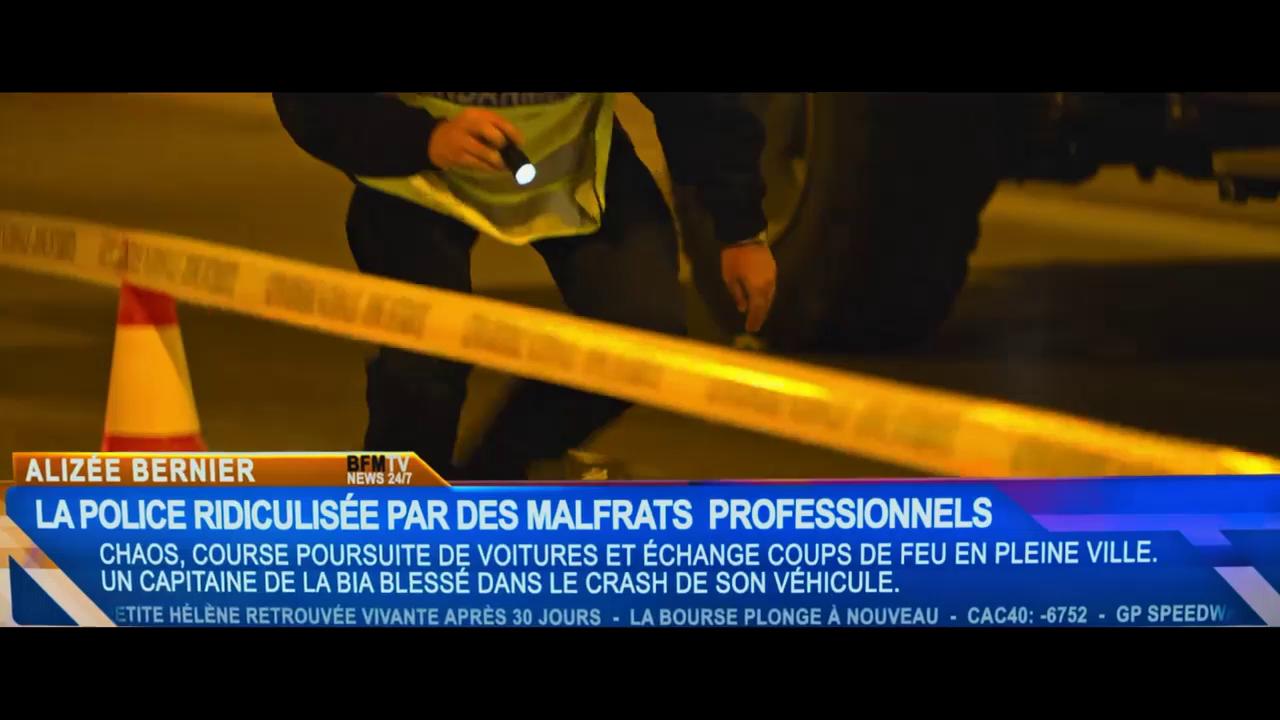 ALIZÉE BERNIER
BFMTV
NEWS 24/7
LA POLICE RIDICULISÉE PAR DES MALFRATS PROFESSIONNELS
CHAOS, COURSE POURSUITE DE VOITURES ET ÉCHANGE COUPS DE FEU EN PLEINE VILLE.
UN CAPITAINE DE LA BIA BLESSÉ DANS LE CRASH DE SON VÉHICULE.
ETITE HÉLÈNE RETROUVÉE VIVANTE APRÈS 30 JOURS - LA BOURSE PLONGE À NOUVEAU - CAC40: -6752 - GP SPEEDW